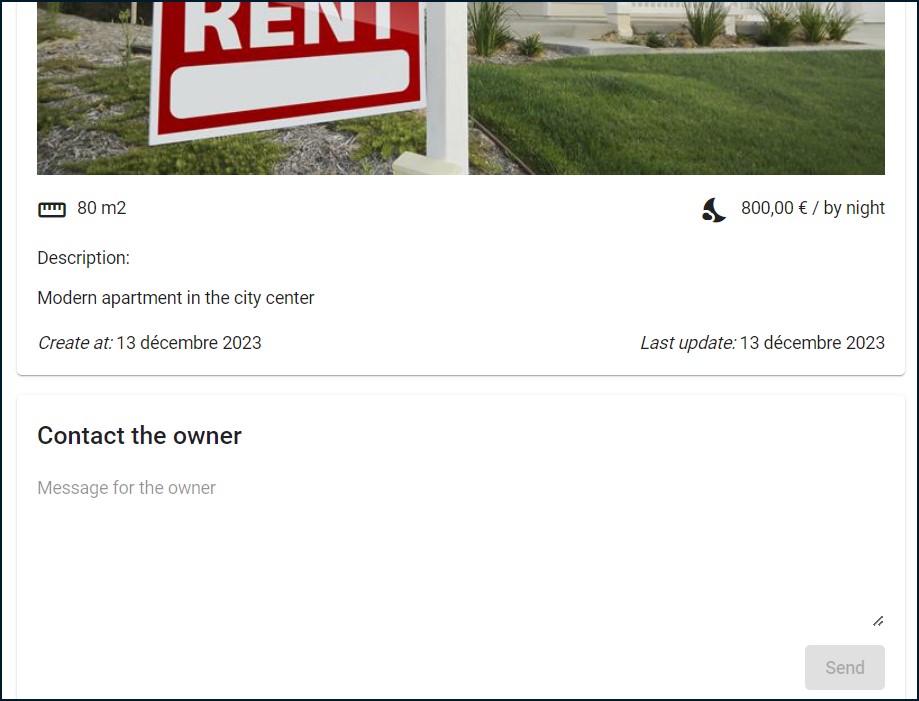 RENT
80 m2
800,00 € / by night
Description:
Modern apartment in the city center
Create at: 13 décembre 2023
Last update: 13 décembre 2023
Contact the owner
Message for the owner
Send